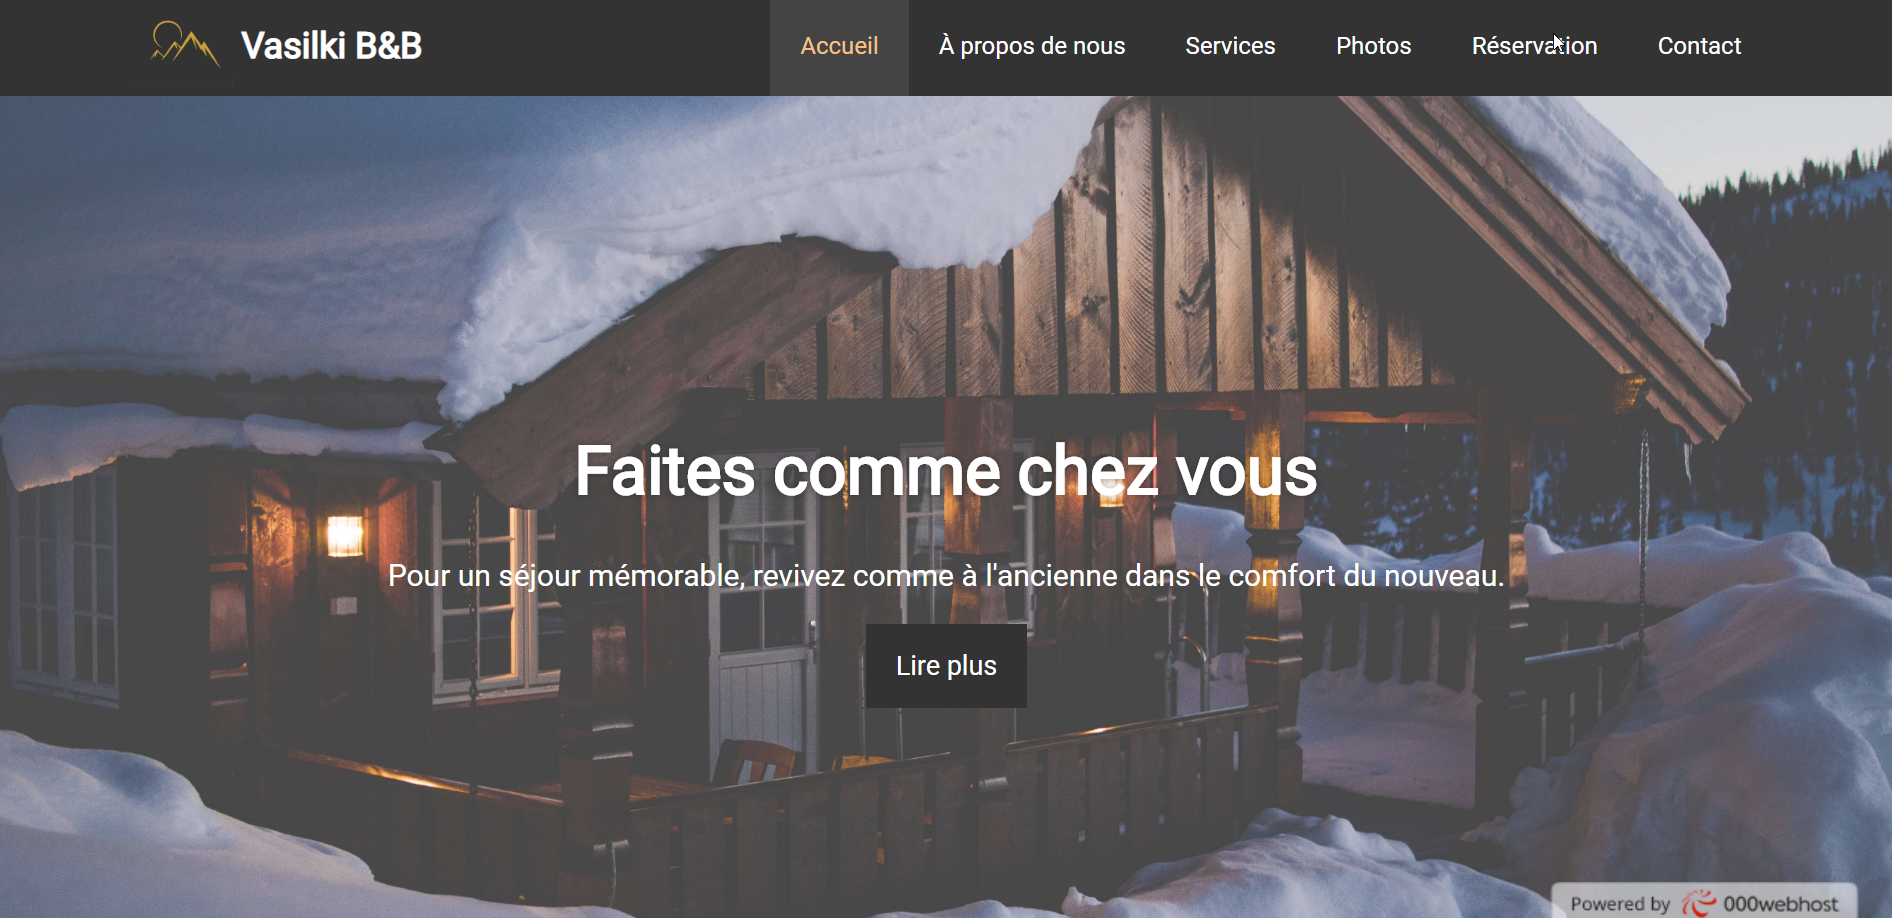 Vasilki B&B
Accueil À propos de nous Services Photos Réservation Contact
Faites comme chez vous
Pour un séjour mémorable, revivez comme à l'ancienne dans le comfort du nouveau.
Lire plus
Powered by 000webhost